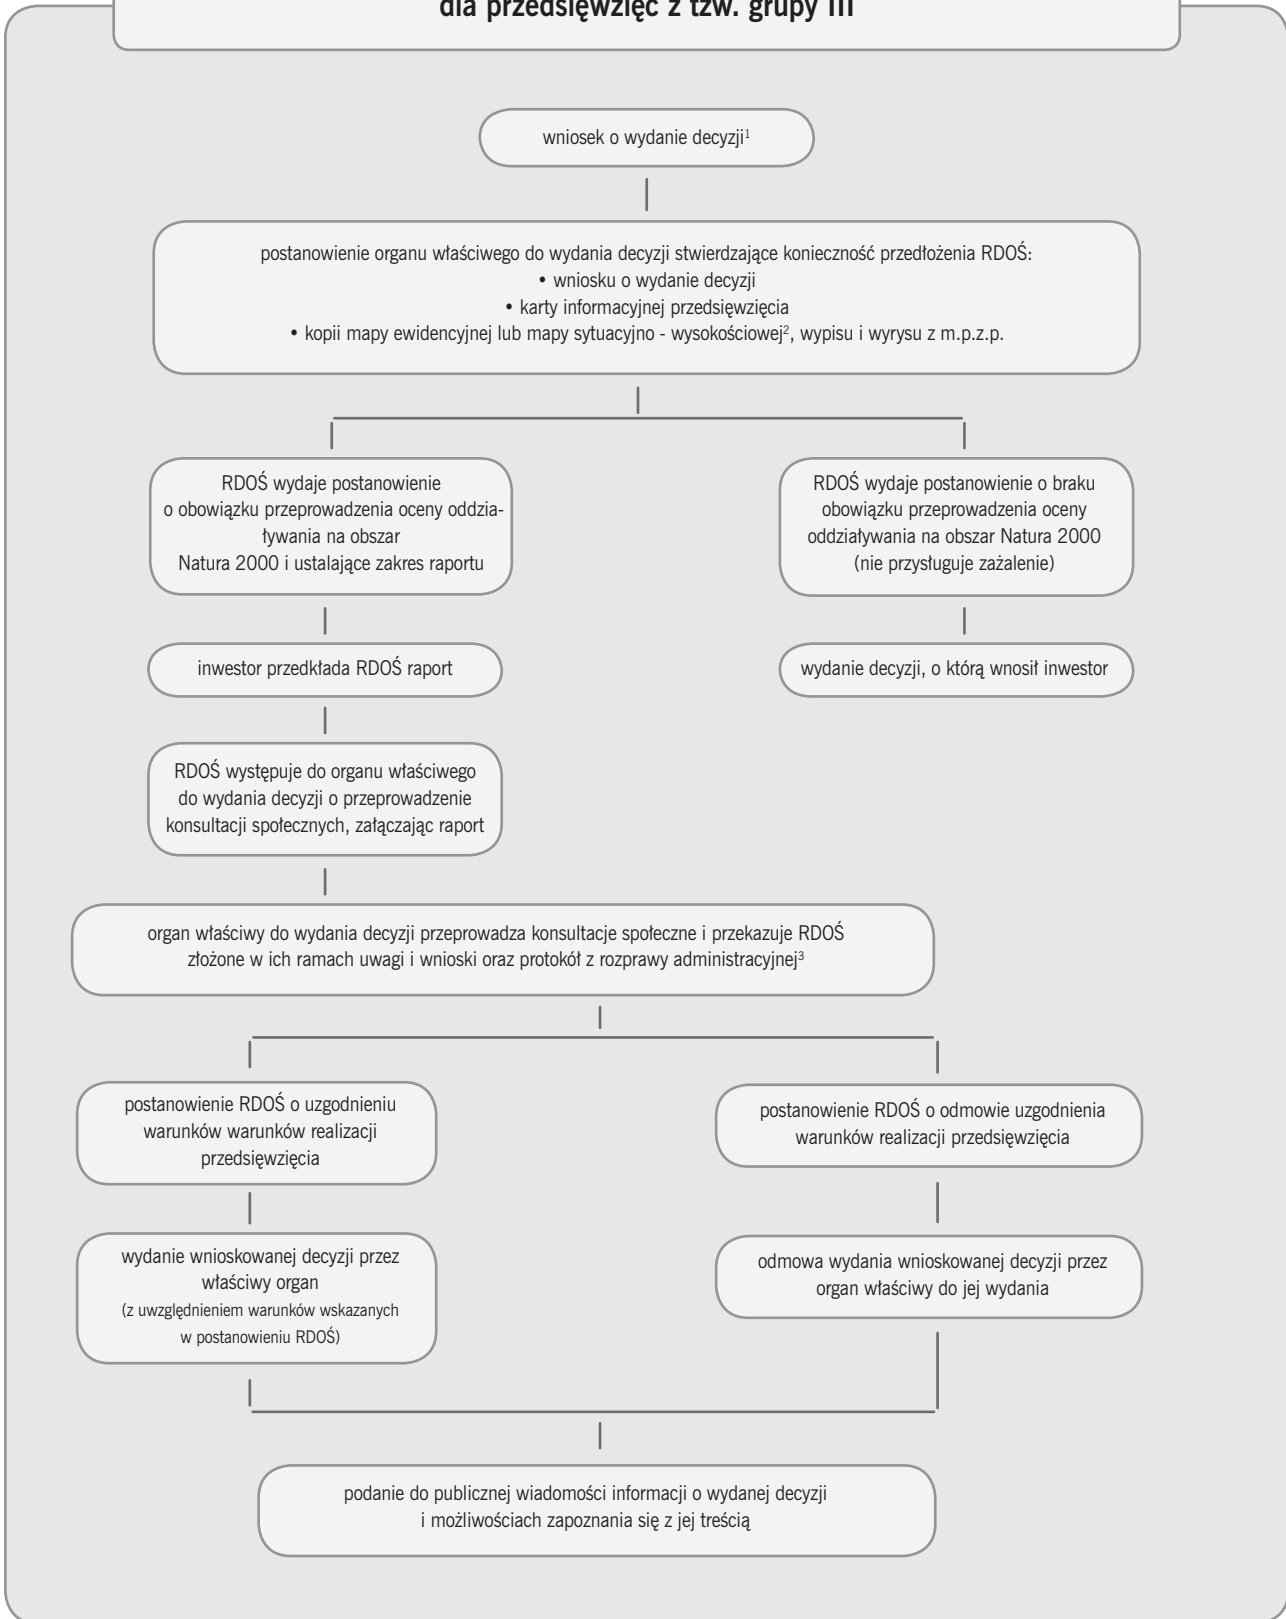 dla przedsięwzięć z tzw. grupy III
wniosek o wydanie decyzji¹
postanowienie organu właściwego do wydania decyzji stwierdzające konieczność przedłożenia RDOŚ:
• wniosku o wydanie decyzji
• karty informacyjnej przedsięwzięcia
• kopii mapy ewidencyjnej lub mapy sytuacyjno - wysokościowej², wypisu i wyrysu z m.p.z.p.
RDOŚ wydaje postanowienie
o obowiązku przeprowadzenia oceny oddzia-
ływania na obszar
Natura 2000 i ustalające zakres raportu
RDOŚ wydaje postanowienie o braku
obowiązku przeprowadzenia oceny
oddziaływania na obszar Natura 2000
(nie przysługuje zażalenie)
inwestor przedkłada RDOŚ raport
wydanie decyzji, o którą wnosił inwestor
RDOŚ występuje do organu właściwego
do wydania decyzji o przeprowadzenie
konsultacji społecznych, załączając raport
organ właściwy do wydania decyzji przeprowadza konsultacje społeczne i przekazuje RDOŚ
złożone w ich ramach uwagi i wnioski oraz protokół z rozprawy administracyjnej³
postanowienie RDOŚ o uzgodnieniu
warunków warunków realizacji
przedsięwzięcia
postanowienie RDOŚ o odmowie uzgodnienia
warunków realizacji przedsięwzięcia
wydanie wnioskowanej decyzji przez
właściwy organ
(z uwzględnieniem warunków wskazanych
w postanowieniu RDOŚ)
odmowa wydania wnioskowanej decyzji przez
organ właściwy do jej wydania
podanie do publicznej wiadomości informacji o wydanej decyzji
i możliwościach zapoznania się z jej treścią